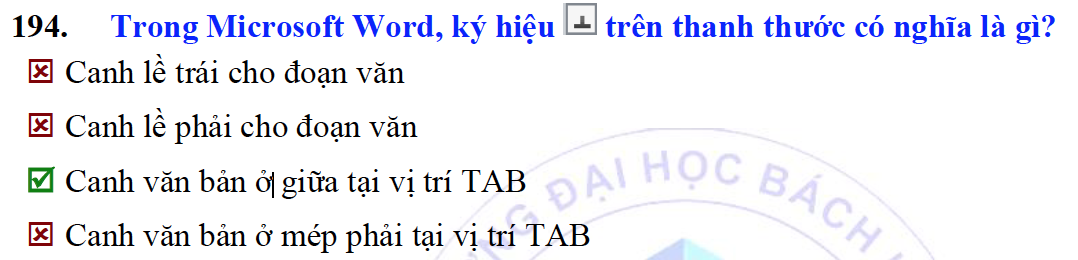 194. Trong Microsoft Word, ký hiệu trên thanh thước có nghĩa là gì?
Canh lề trái cho đoạn văn
Canh lề phải cho đoạn văn
Canh văn bản ở giữa tại vị trí TAB
Canh văn bản ở mép phải tại vị trí TAB
NG ĐẠI HỌC BÁCH